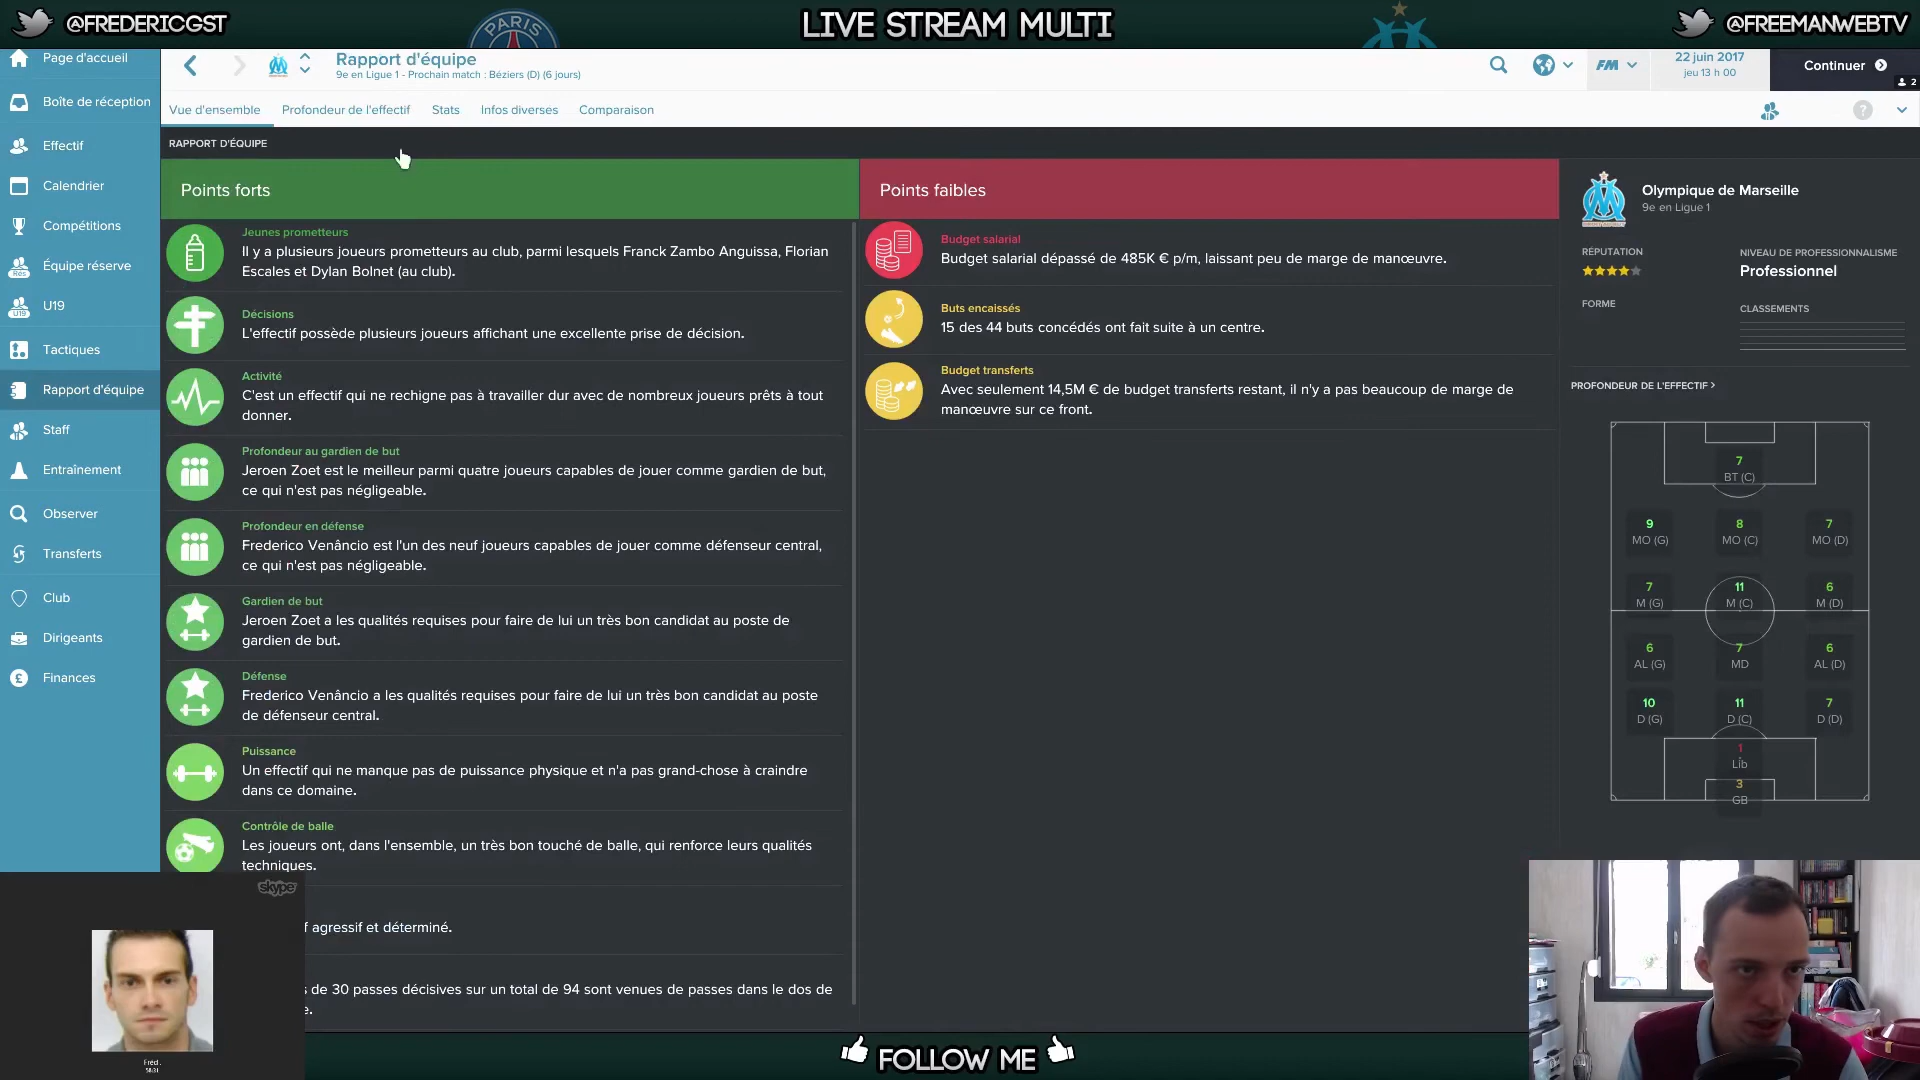 @FREDERICGST
PARIS
LIVE STREAM MULTI
@FREEMANWEBTV
Page d'accueil
Boîte de réception
Effectif
Calendrier
Compétitions
Équipe réserve
U19
Tactiques
Rapport d'équipe
Staff
Entraînement
Observer
Transferts
Club
Dirigeants
Finances
Rapport d'équipe
9e en Ligue 1 - Prochain match : Béziers (D) (6 jours)
FM
22 juin 2017
jeu 13 h 00
Continuer
2
Vue d'ensemble
Profondeur de l'effectif
Stats
Infos diverses
Comparaison
?
RAPPORT D'ÉQUIPE
Points forts
Jeunes prometteurs
Il y a plusieurs joueurs prometteurs au club, parmi lesquels Franck Zambo Anguissa, Florian
Escales et Dylan Bolnet (au club).
Décisions
L'effectif possède plusieurs joueurs affichant une excellente prise de décision.
Activité
C'est un effectif qui ne rechigne pas à travailler dur avec de nombreux joueurs prêts à tout
donner.
Profondeur au gardien de but
Jeroen Zoet est le meilleur parmi quatre joueurs capables de jouer comme gardien de but,
ce qui n'est pas négligeable.
Profondeur en défense
Frederico Venâncio est l'un des neuf joueurs capables de jouer comme défenseur central,
ce qui n'est pas négligeable.
Gardien de but
Jeroen Zoet a les qualités requises pour faire de lui un très bon candidat au poste de
gardien de but.
Défense
Frederico Venâncio a les qualités requises pour faire de lui un très bon candidat au poste
de défenseur central.
Puissance
Un effectif qui ne manque pas de puissance physique et n'a pas grand-chose à craindre
dans ce domaine.
Contrôle de balle
Les joueurs ont, dans l'ensemble, un très bon touché de balle, qui renforce leurs qualités
techniques.
f agressif et déterminé.
s de 30 passes décisives sur un total de 94 sont venues de passes dans le dos de
e.
Points faibles
Budget salarial
Budget salarial dépassé de 485K € p/m, laissant peu de marge de manœuvre.
Buts encaissés
15 des 44 buts concédés ont fait suite à un centre.
Budget transferts
Avec seulement 14,5M € de budget transferts restant, il n'y a pas beaucoup de marge de
manœuvre sur ce front.
Olympique de Marseille
9e en Ligue 1
RÉPUTATION
NIVEAU DE PROFESSIONNALISME
Professionnel
FORME
CLASSEMENTS
PROFONDEUR DE L'EFFECTIF >
7
BT (C)
9 8 7
MO (G) MO (C) MO (D)
7 11 6
M (G) M (C) M (D)
6 7 6
AL (G) MD AL (D)
10 11 7
D (G) D (C) D (D)
1
Lib
3
GB
skype
Fred .
FOLLOW ME